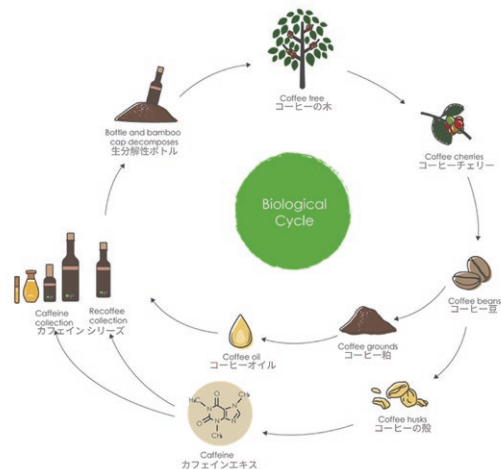 Coffee tree
コーヒーの木
Bottle and bamboo
cap decomposes
生分解性ボトル
Coffee cherries
コーヒーチェリー
Biological
Cycle
Coffee beans
コーヒー豆
Caffeine
collection
Recoffee
collection
カフェイン シリーズ
Coffee oil
コーヒーオイル
Coffee grounds
コーヒー粕
Coffee husks
コーヒーの殻
H₃C
CH₃
N
N
N
N
O
O
CH₃
Caffeine
カフェインエキス